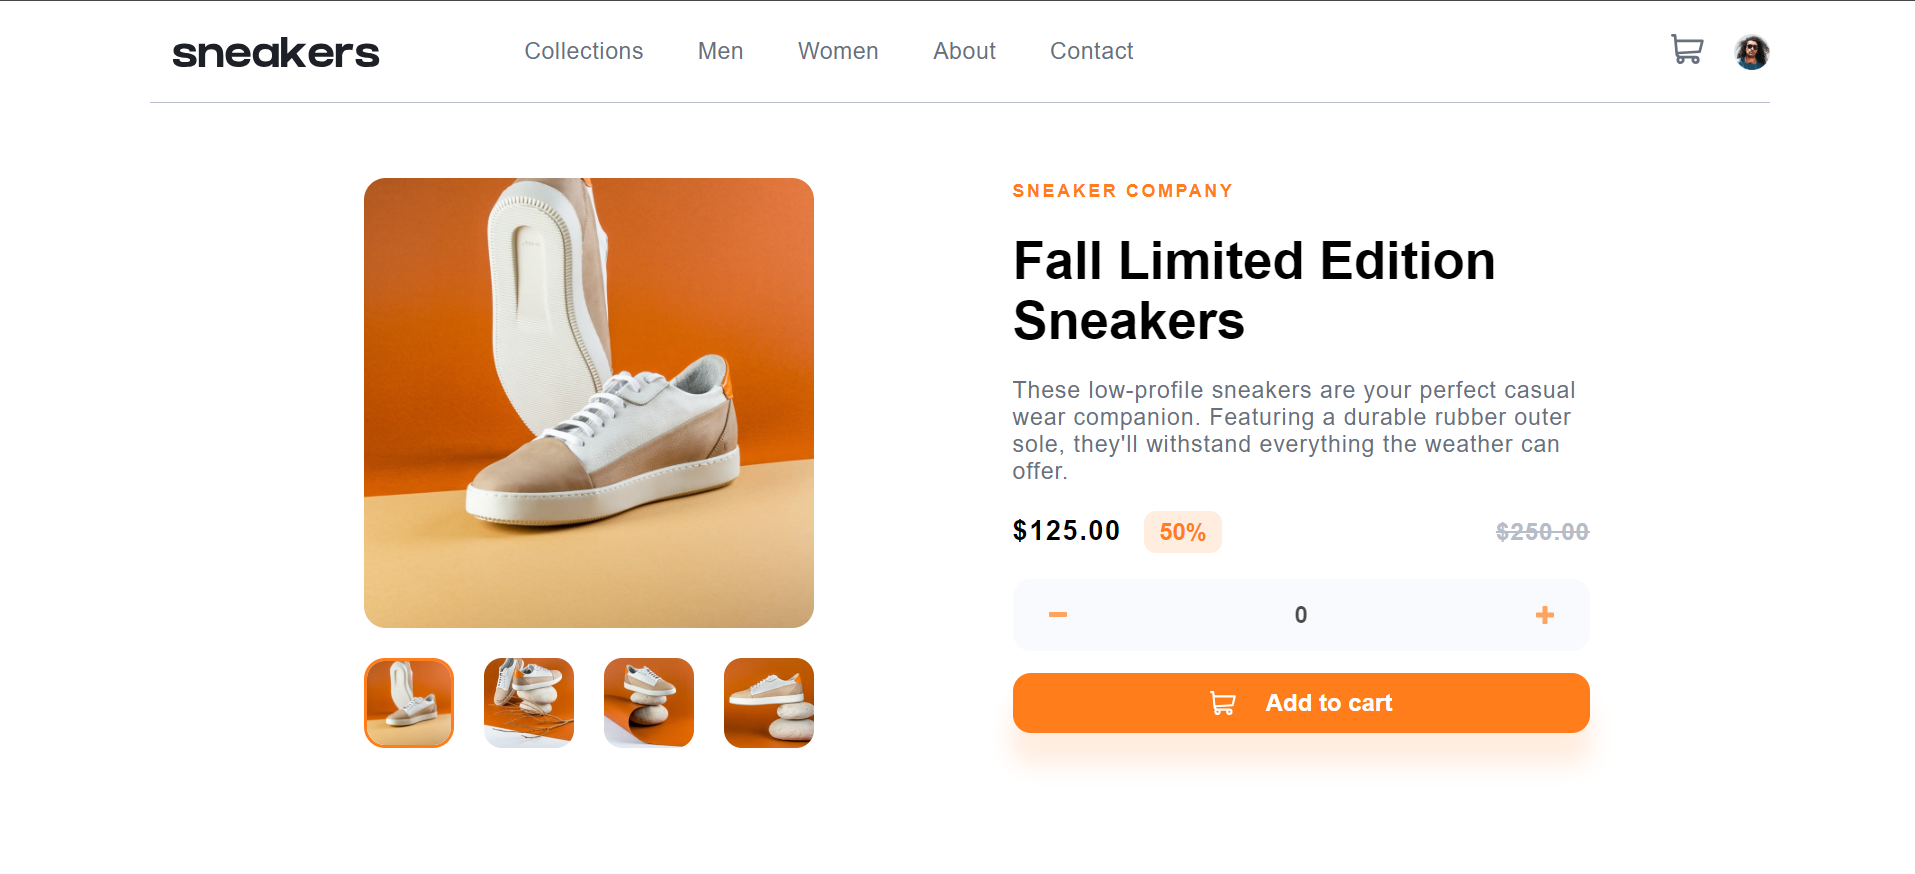 sneakers
Collections Men Women About Contact
SNEAKER COMPANY
Fall Limited Edition
Sneakers
These low-profile sneakers are your perfect casual
wear companion. Featuring a durable rubber outer
sole, they'll withstand everything the weather can
offer.
$125.00 50% $250.00
0
Add to cart